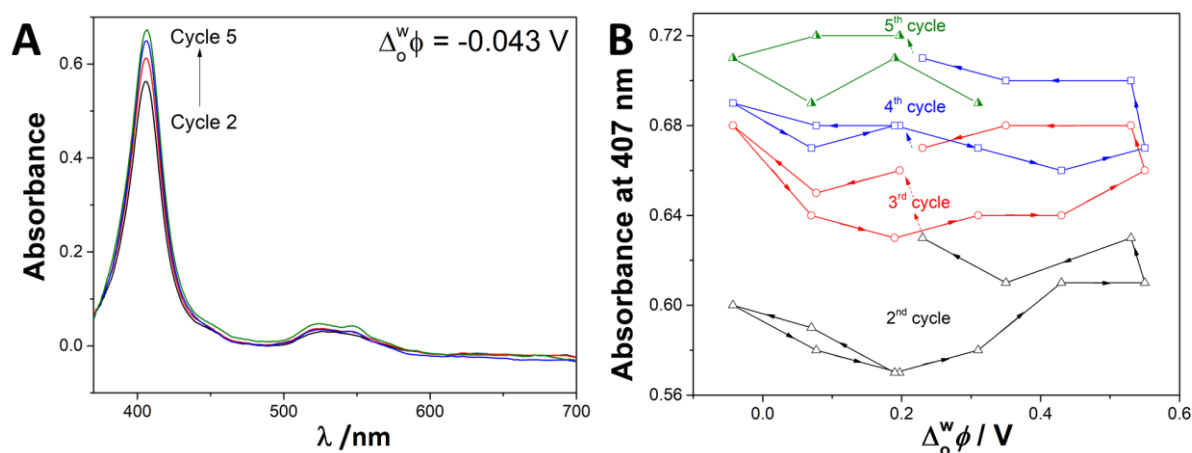 A
Cycle 5
Δ_o^w ϕ = -0.043 V
Cycle 2
0.6
0.4
0.2
0.0
Absorbance
400
500
600
700
λ /nm
B
5th cycle
4th cycle
3rd cycle
2nd cycle
0.72
0.68
0.64
0.60
0.56
Absorbance at 407 nm
0.0
0.2
0.4
0.6
Δ_o^w ϕ / V